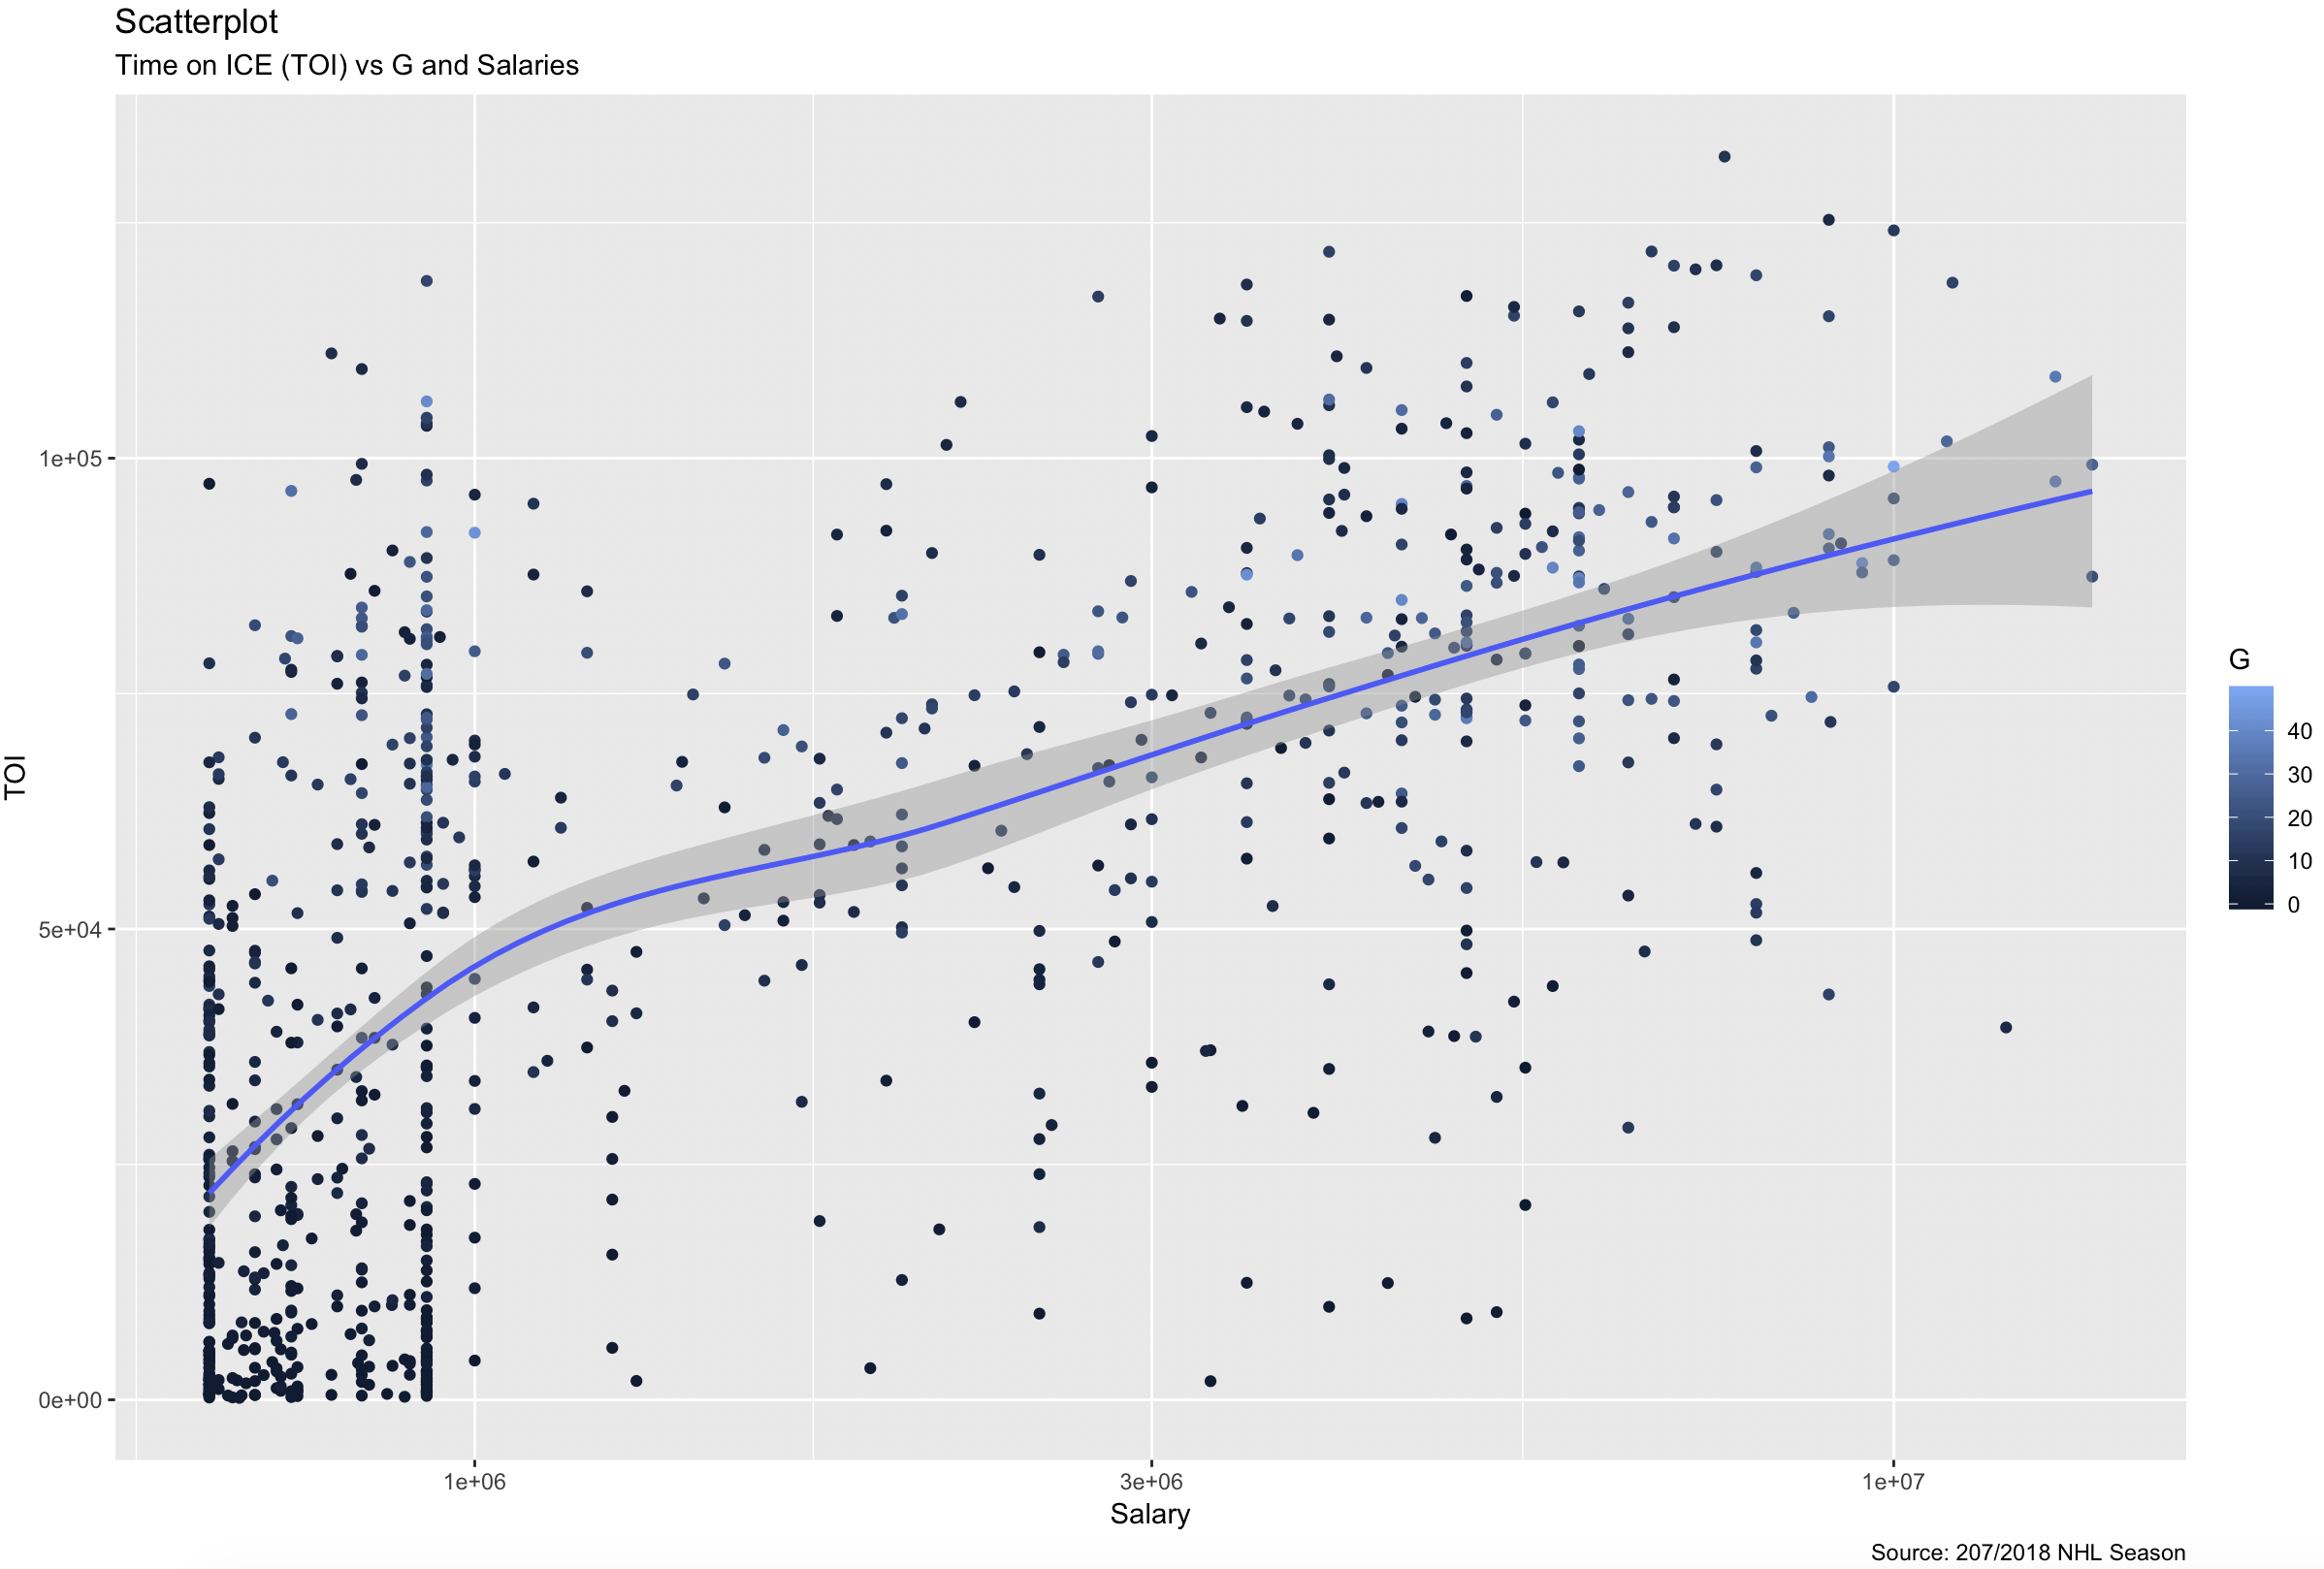 Scatterplot
Time on ICE (TOI) vs G and Salaries
TOI
1e+05
5e+04
0e+00
1e+06
3e+06
1e+07
Salary
G
40
30
20
10
0
Source: 207/2018 NHL Season